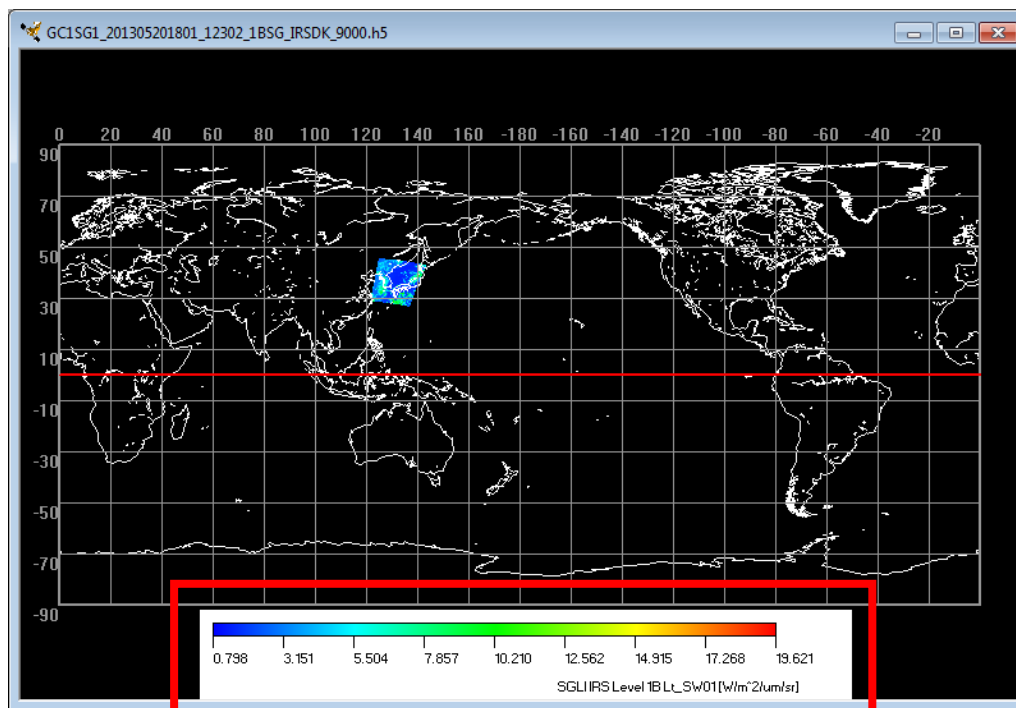 GC1SG1_201305201801_12302_1BSG_IRSDK_9000.h5
0 20 40 60 80 100 120 140 160 -180 -160 -140 -120 -100 -80 -60 -40 -20
90
70
50
30
10
-10
-30
-50
-70
-90
0.798 3.151 5.504 7.857 10.210 12.562 14.915 17.268 19.621
SGLI IRS Level 1B Lt_SW01[W/m^2/um/sr]